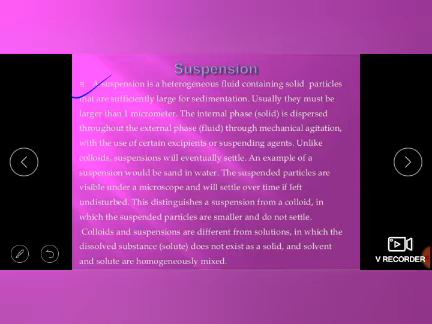 Suspension
A suspension is a heterogeneous fluid containing solid particles
that are sufficiently large for sedimentation. Usually they must be
larger than 1 micrometer. The internal phase (solid) is dispersed
throughout the external phase (fluid) through mechanical agitation,
with the use of certain excipients or suspending agents. Unlike
colloids, suspensions will eventually settle. An example of a
suspension would be sand in water. The suspended particles are
visible under a microscope and will settle over time if left
undisturbed. This distinguishes a suspension from a colloid, in
which the suspended particles are smaller and do not settle.
Colloids and suspensions are different from solutions, in which the
dissolved substance (solute) does not exist as a solid, and solvent
and solute are homogeneously mixed.
V RECORDER